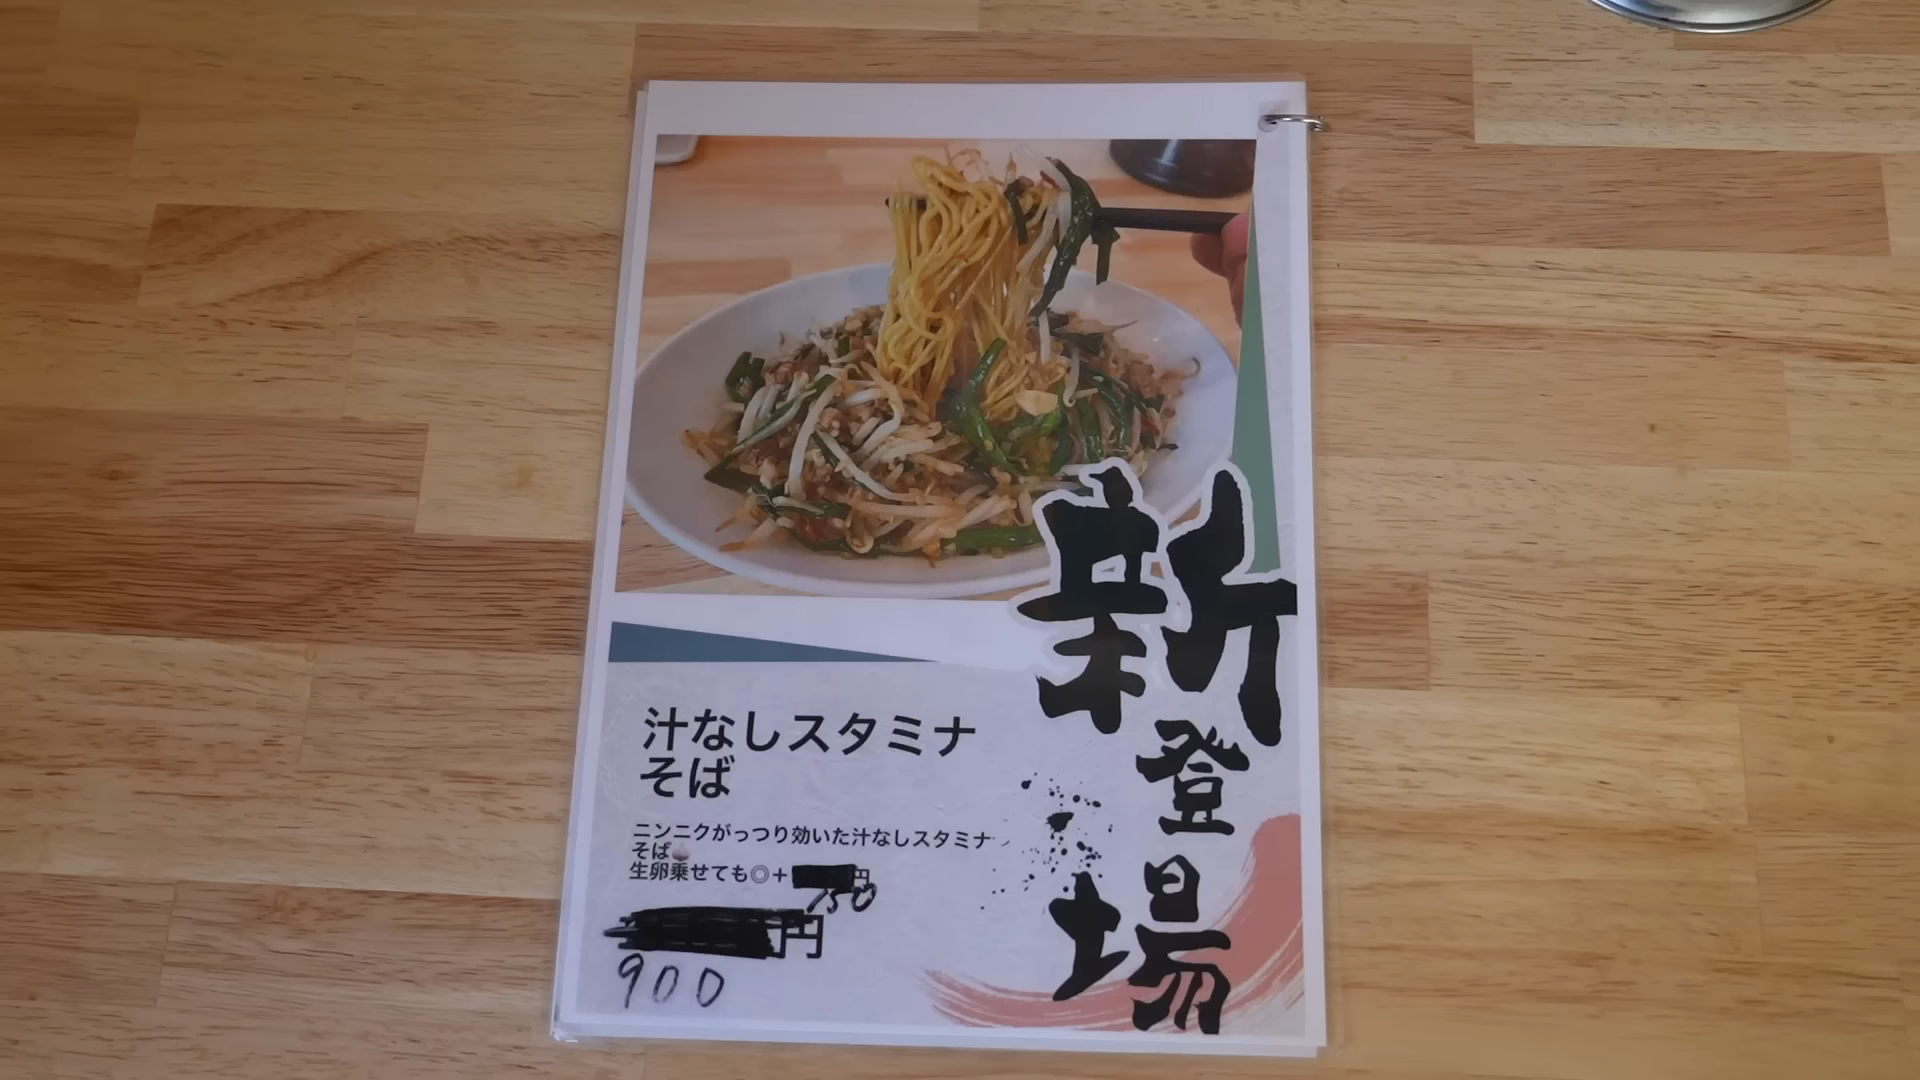 新登場
汁なしスタミナ
そば
ニンニクがっつり効いた汁なしスタミナ
そば🧄
生卵乗せても◎+円
150
円
900